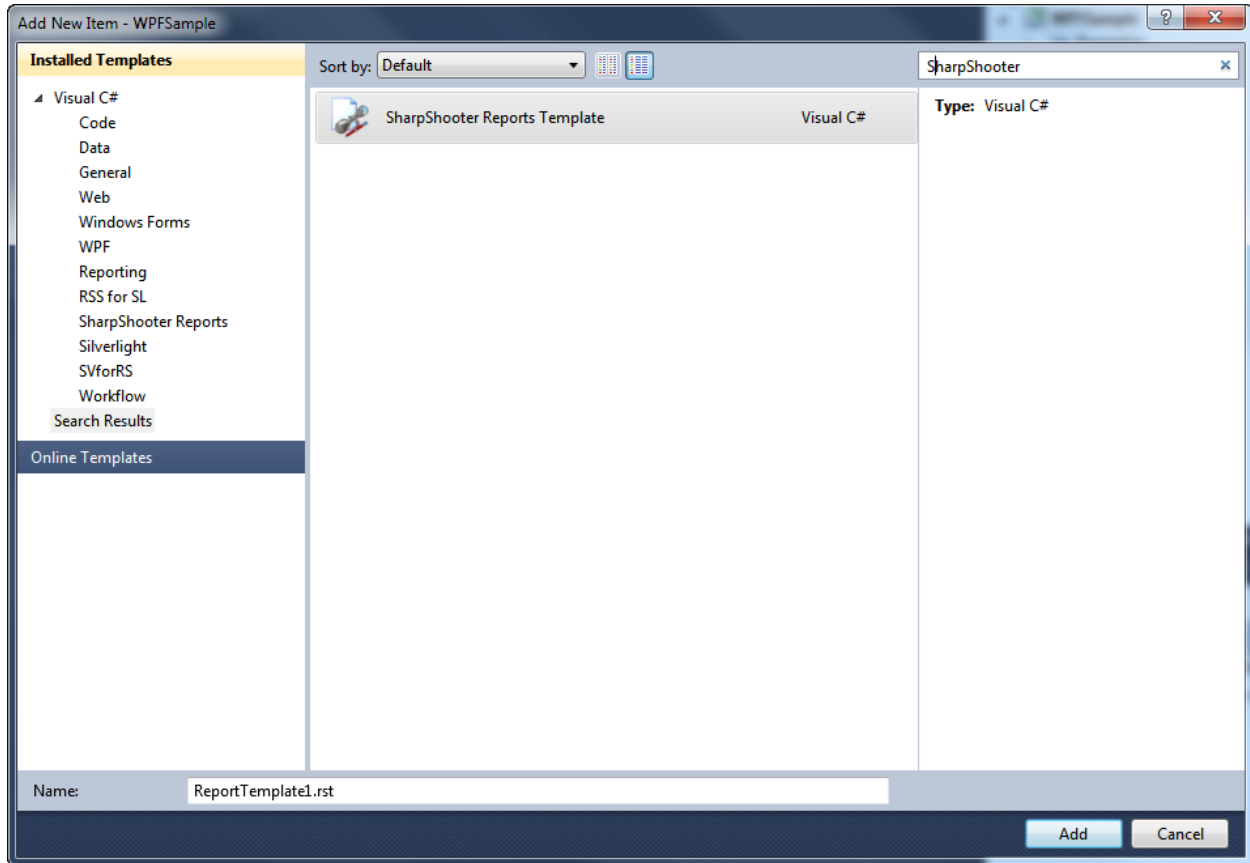 Add New Item - WPFSample
Installed Templates
Visual C#
Code
Data
General
Web
Windows Forms
WPF
Reporting
RSS for SL
SharpShooter Reports
Silverlight
SVforRS
Workflow
Search Results
Online Templates
Sort by: Default
SharpShooter
SharpShooter Reports Template Visual C#
Type: Visual C#
Name: ReportTemplate1.rst
Add Cancel